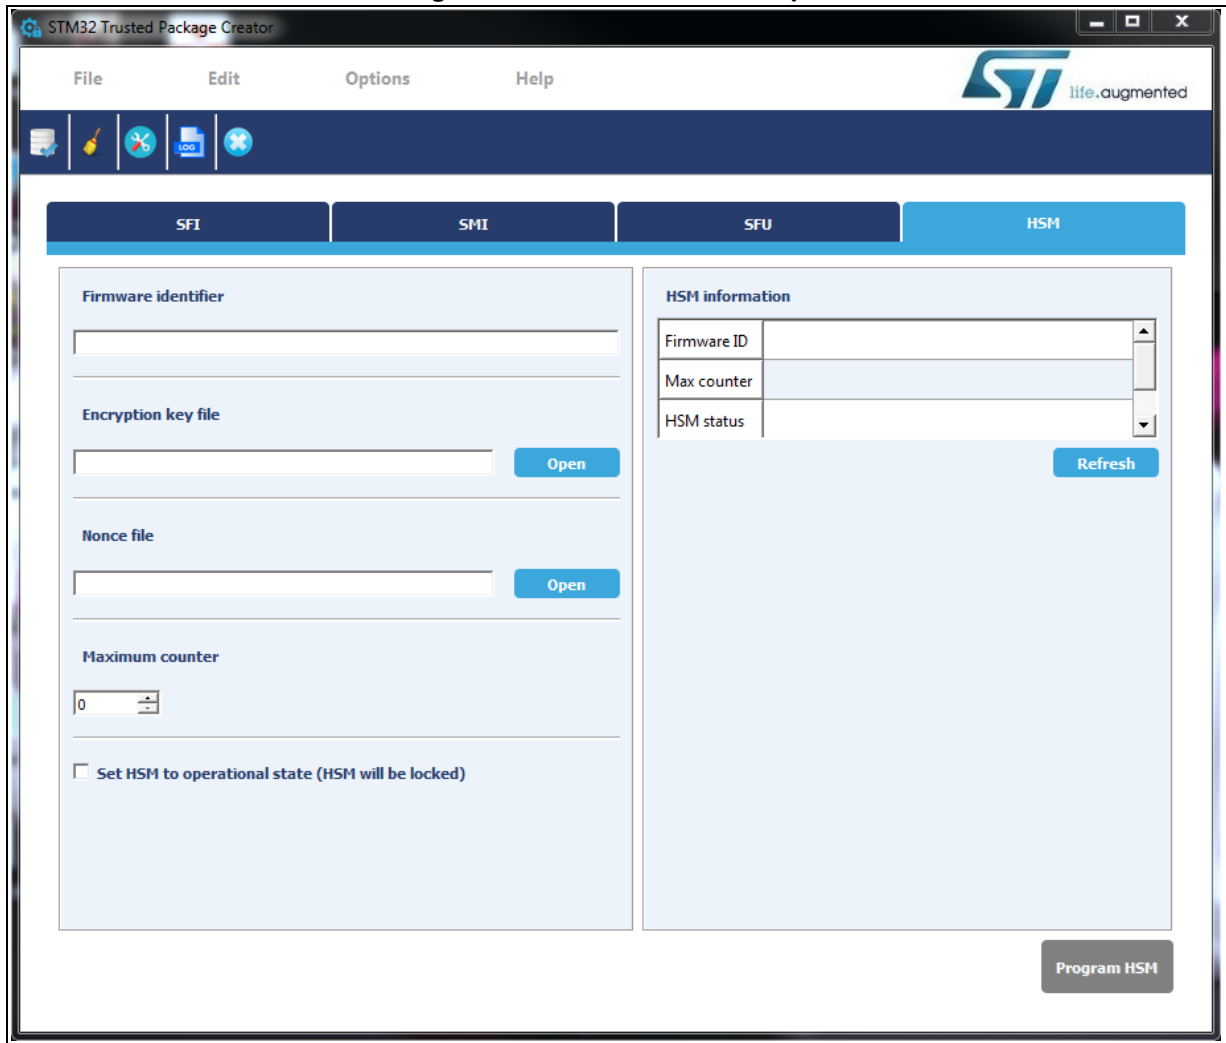 STM32 Trusted Package Creator
File Edit Options Help
life.augmented
LOG
SFI SMI SFU HSM
Firmware identifier
Encryption key file
Open
Nonce file
Open
Maximum counter
0
Set HSM to operational state (HSM will be locked)
HSM information
Firmware ID
Max counter
HSM status
Refresh
Program HSM